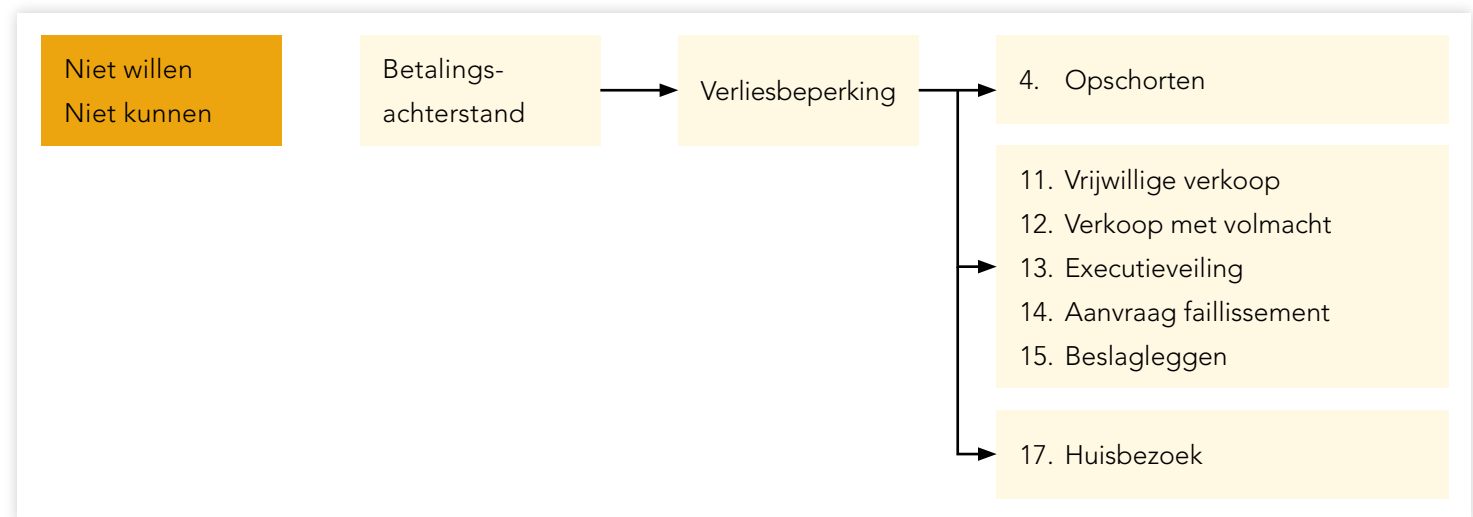 Niet willen
Niet kunnen
Betalings-
achterstand
Verliesbeperking
4. Opschorten
11. Vrijwillige verkoop
12. Verkoop met volmacht
13. Executieveiling
14. Aanvraag faillissement
15. Beslagleggen
17. Huisbezoek